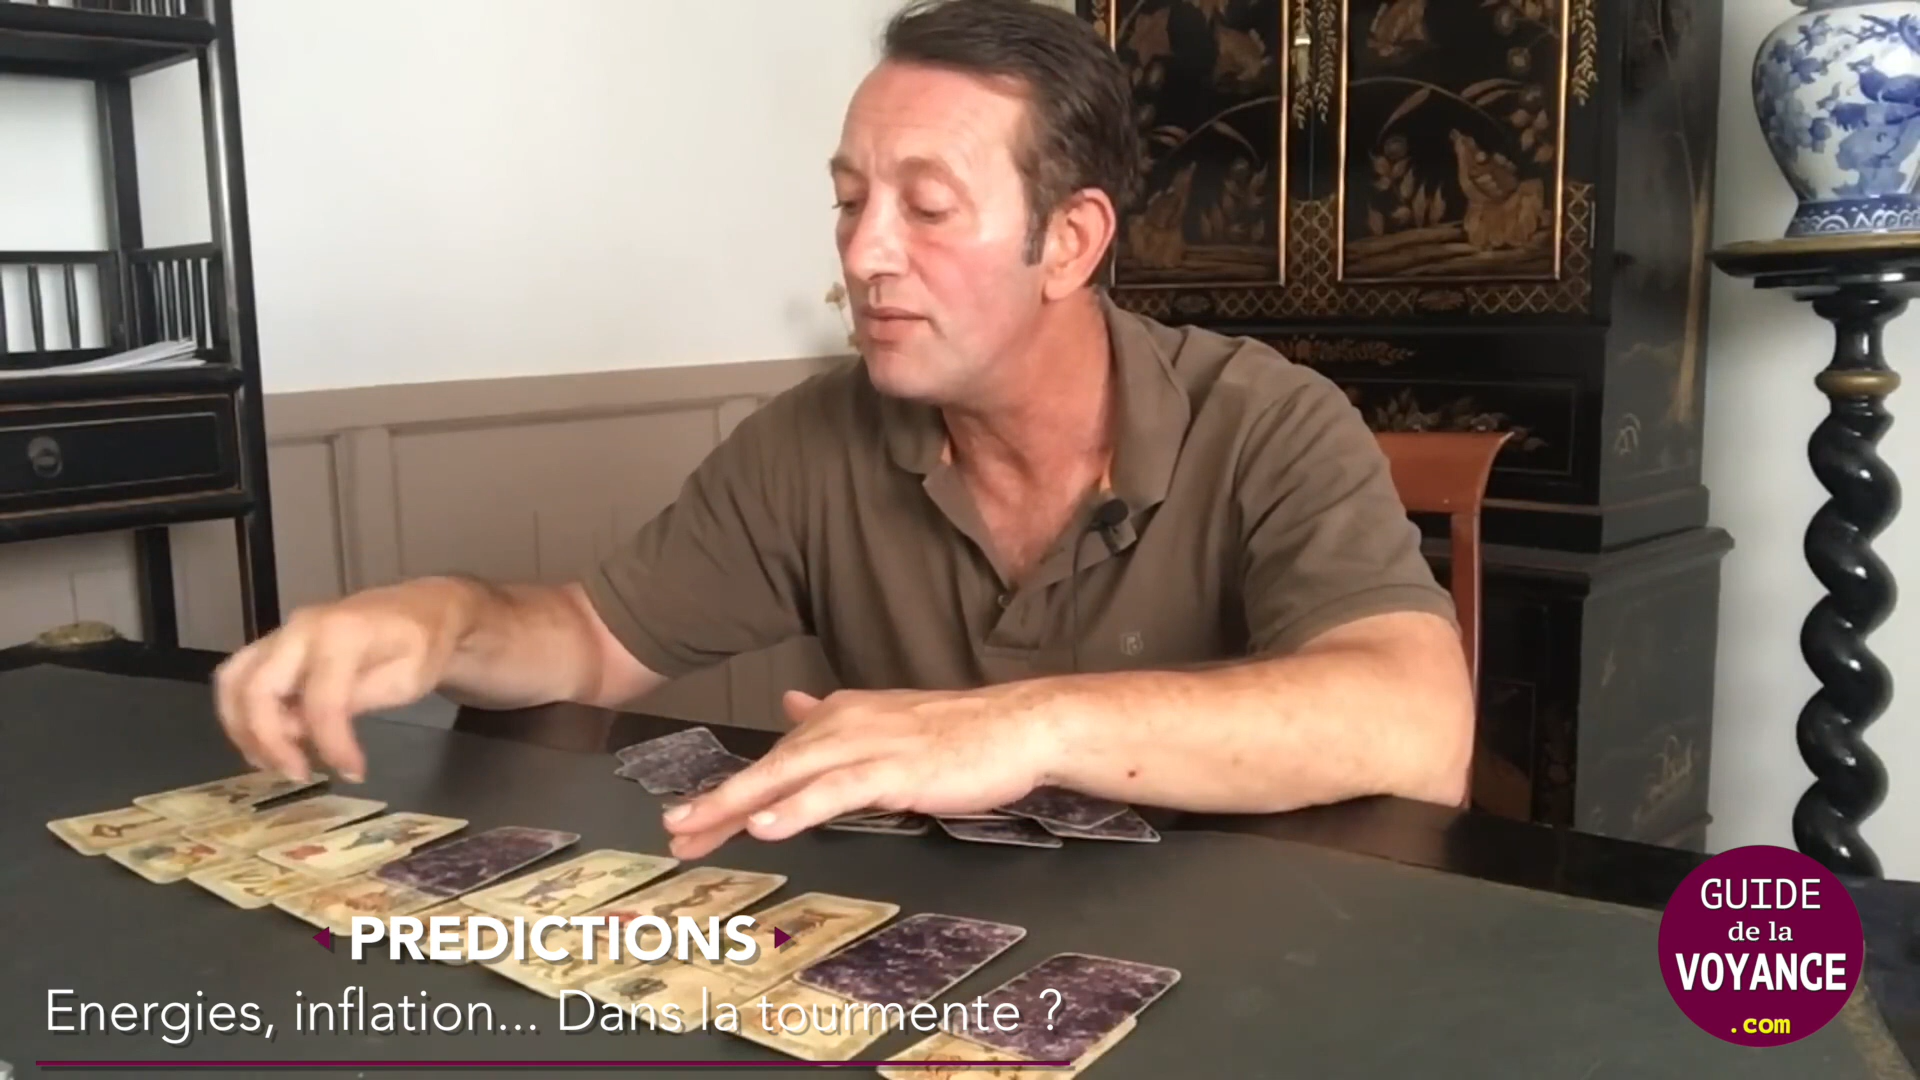 PREDICTIONS
Energies, inflation... Dans la tourmente ?
GUIDE
de la
VOYANCE
.com